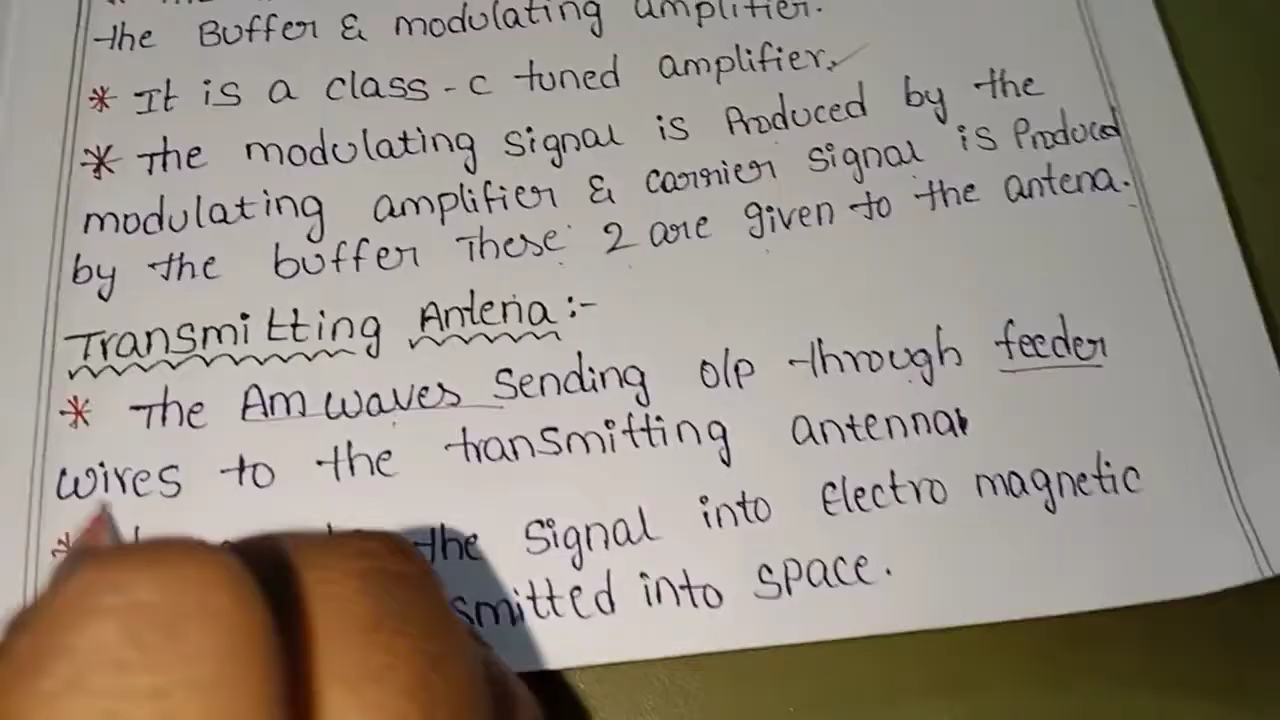 the Buffer & modulating amplifier.
* It is a class-c tuned amplifier.
* The modulating signal is Produced by the
modulating amplifier & carrier signal is Produced
by the buffer These 2 are given to the antena.
Transmitting Antena :-
* The Am waves sending o/p through feeder
wires to the transmitting antenna
* the signal into Electro magnetic
smitted into space.